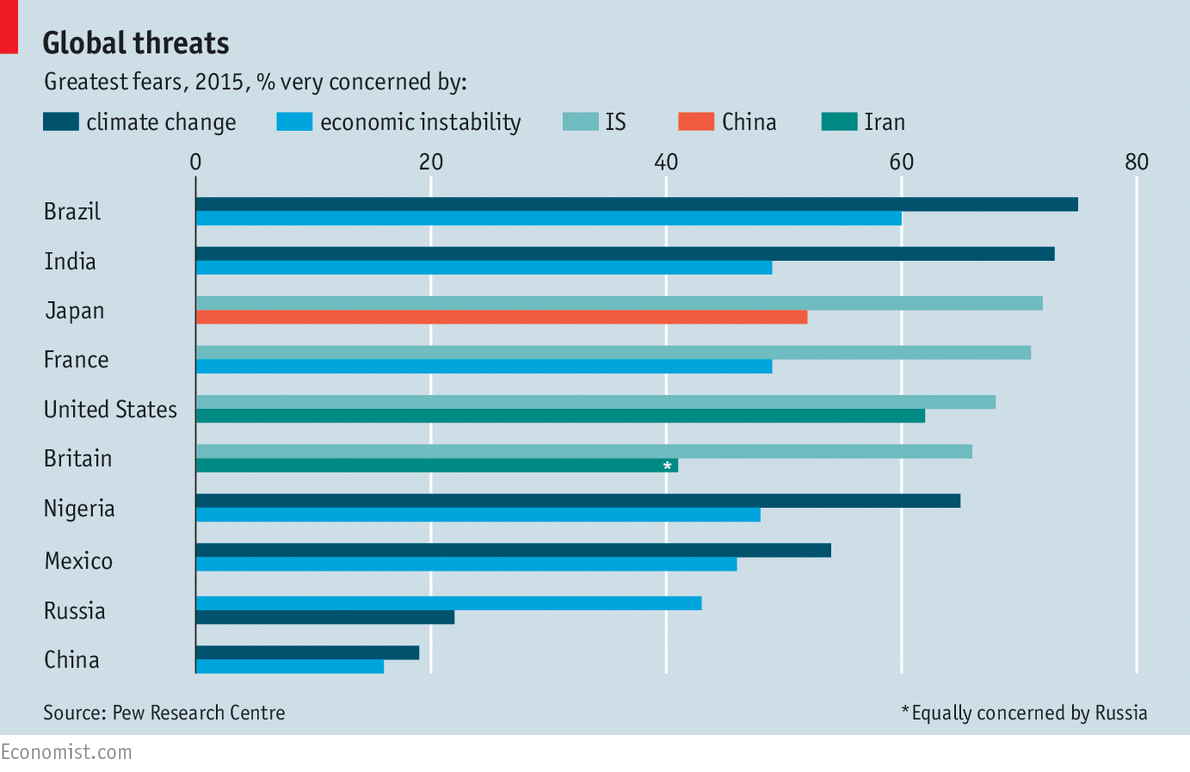 Global threats
Greatest fears, 2015, % very concerned by:
climate change economic instability IS China Iran
0 20 40 60 80
Brazil
India
Japan
France
United States
Britain
*
Nigeria
Mexico
Russia
China
Source: Pew Research Centre *Equally concerned by Russia
Economist.com